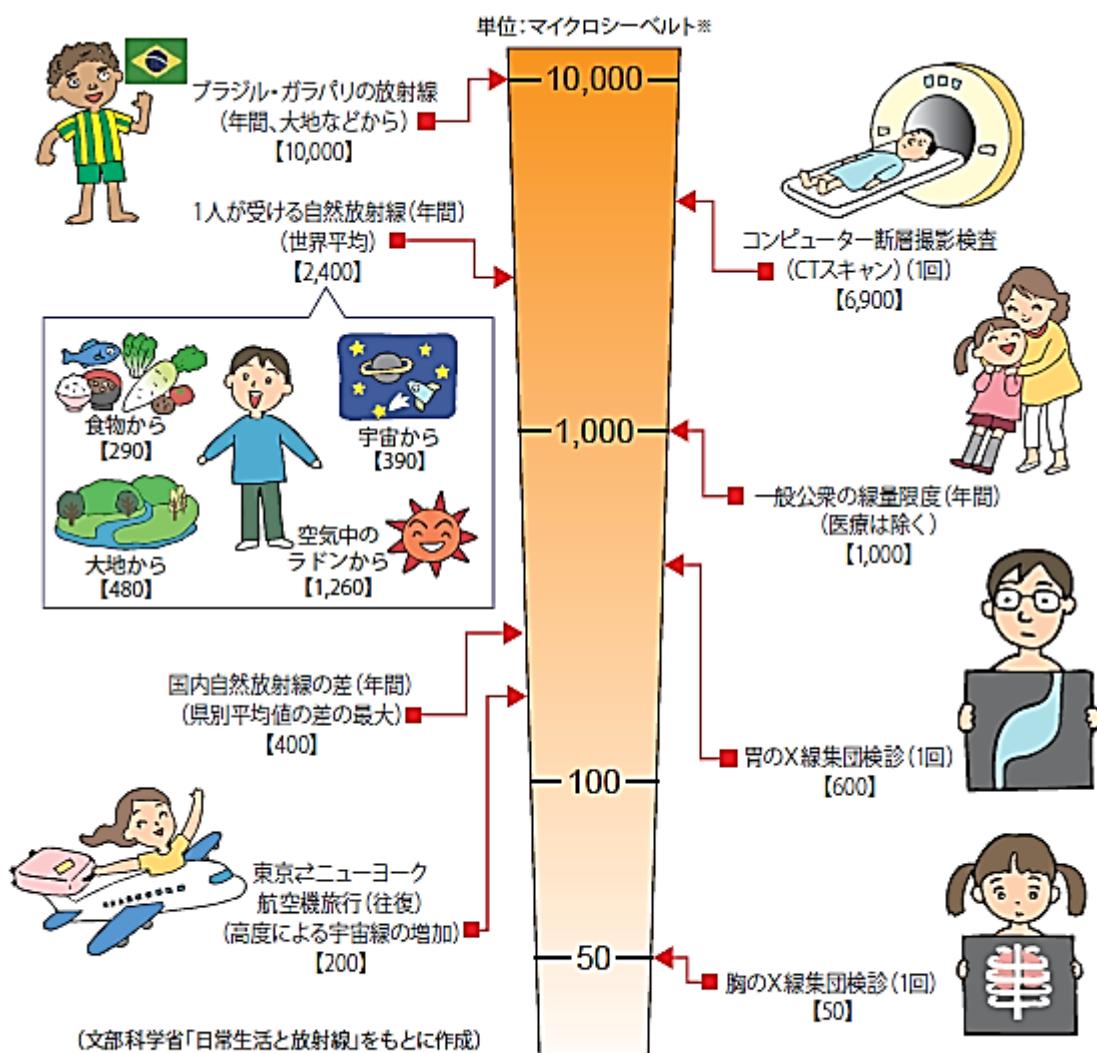 単位：マイクロシーベルト※
10,000
ブラジル・ガラパリの放射線
（年間、大地などから）
【10,000】
1人が受ける自然放射線（年間）
（世界平均）
【2,400】
食物から
【290】
宇宙から
【390】
大地から
【480】
空気中の
ラドンから
【1,260】
コンピューター断層撮影検査
（CTスキャン）（1回）
【6,900】
1,000
一般公衆の線量限度（年間）
（医療は除く）
【1,000】
国内自然放射線の差（年間）
（県別平均値の差の最大）
【400】
胃のX線集団検診（1回）
【600】
100
東京⇄ニューヨーク
航空機旅行（往復）
（高度による宇宙線の増加）
【200】
50
胸のX線集団検診（1回）
【50】
（文部科学省「日常生活と放射線」をもとに作成）